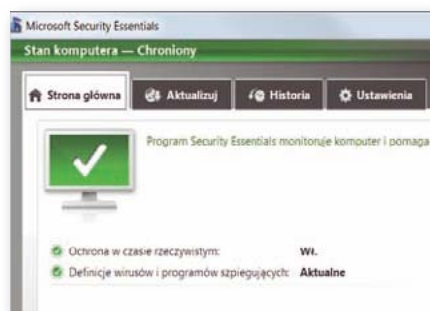 Microsoft Security Essentials
Stan komputera — Chroniony
Strona główna Aktualizuj Historia Ustawienia
Program Security Essentials monitoruje komputer i pomaga
Ochrona w czasie rzeczywistym: Wł.
Definicje wirusów i programów szpiegujących: Aktualne